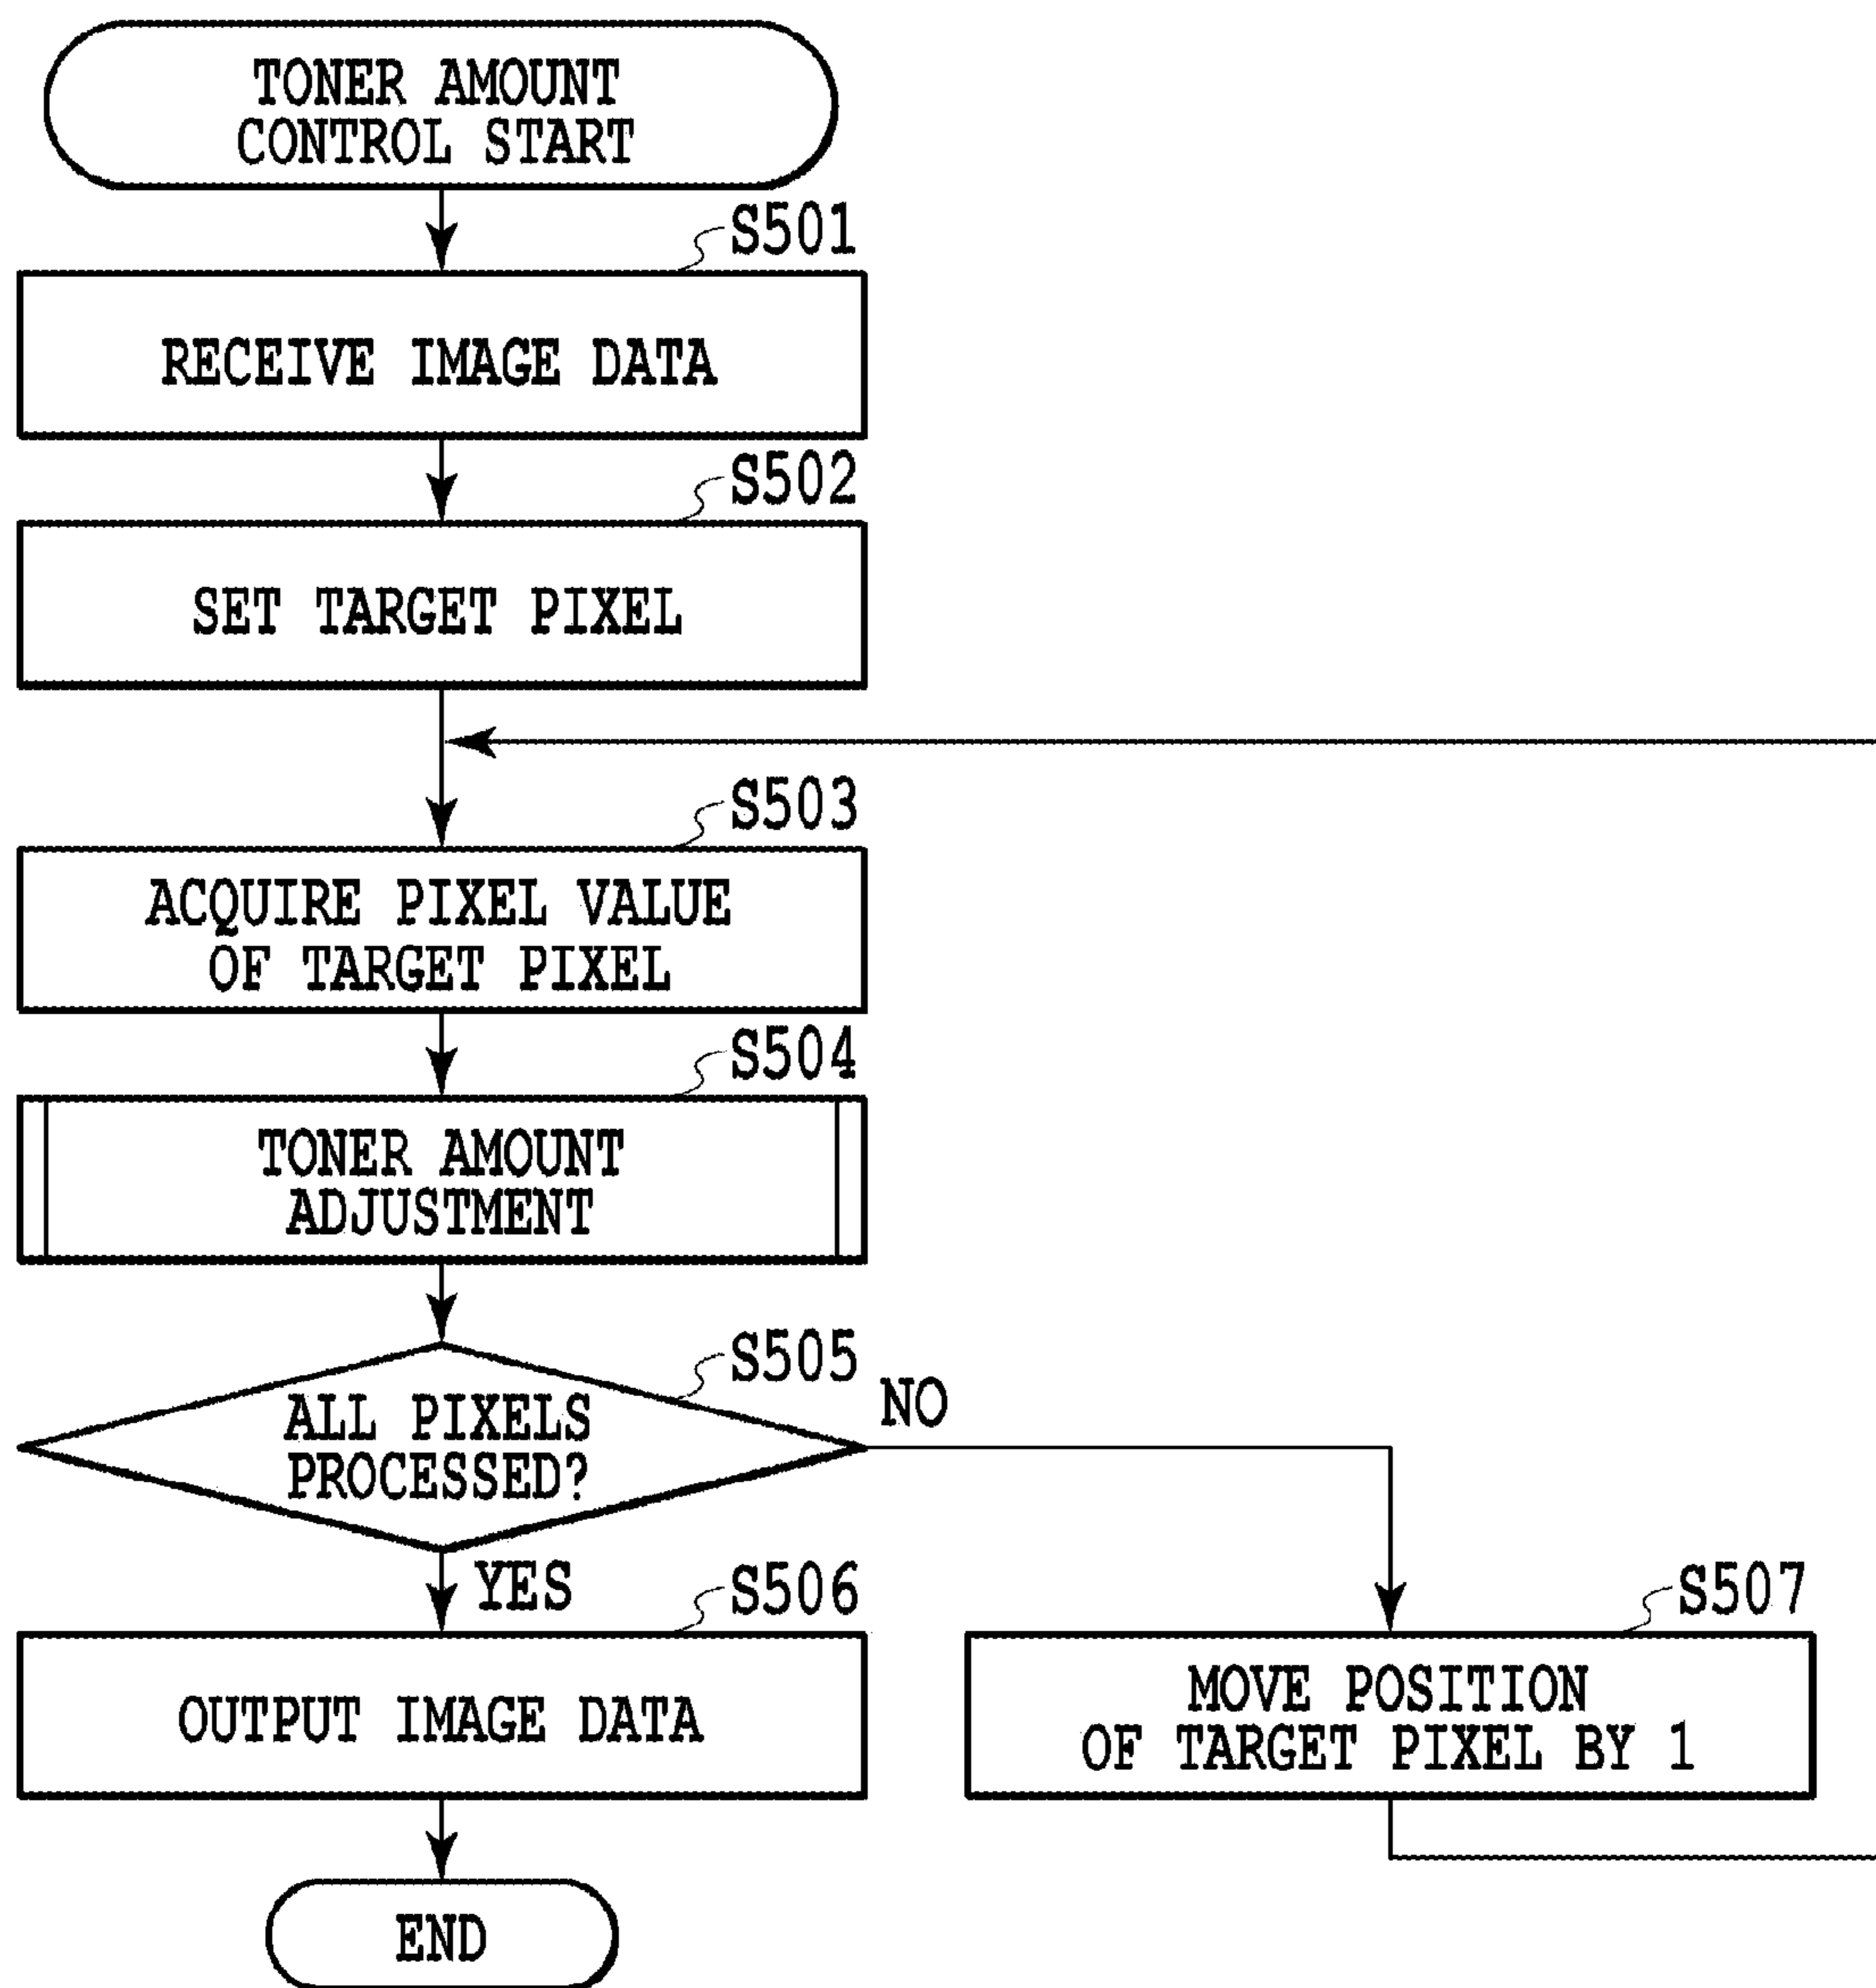 TONER AMOUNT
CONTROL START
S501
RECEIVE IMAGE DATA
S502
SET TARGET PIXEL
S503
ACQUIRE PIXEL VALUE
OF TARGET PIXEL
S504
TONER AMOUNT
ADJUSTMENT
S505
ALL PIXELS
PROCESSED?
NO
YES
S506
OUTPUT IMAGE DATA
S507
MOVE POSITION
OF TARGET PIXEL BY 1
END